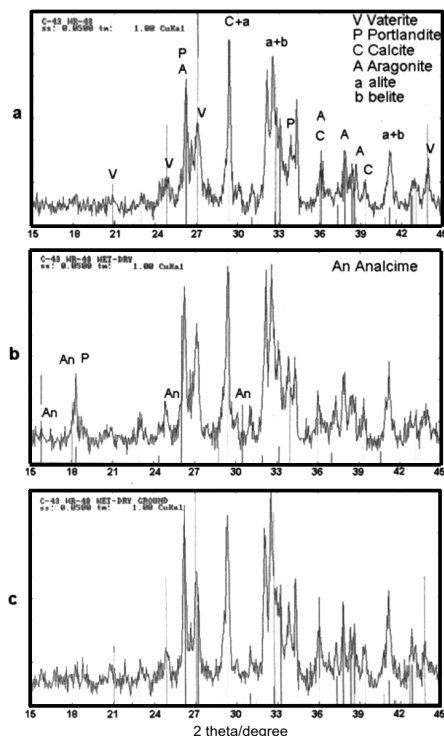 C-43 MR-48
ss: 0.0500 tm: 1.00 CuKa1
V Vaterite
P Portlandite
C Calcite
A Aragonite
a alite
b belite
a
C+a
a+b
P
A
V
V
V
P
A
C
A
A
C
a+b
V
15 18 21 24 27 30 33 36 39 42 45
C-43 MR-48 WET-DRY
ss: 0.0500 tm: 1.00 CuKa1
An Analcime
b
An P
An
An
An
15 18 21 24 27 30 33 36 39 42 45
C-43 MR-48 WET-DRY GROUND
ss: 0.0500 tm: 1.00 CuKa1
c
15 18 21 24 27 30 33 36 39 42 45
2 theta/degree